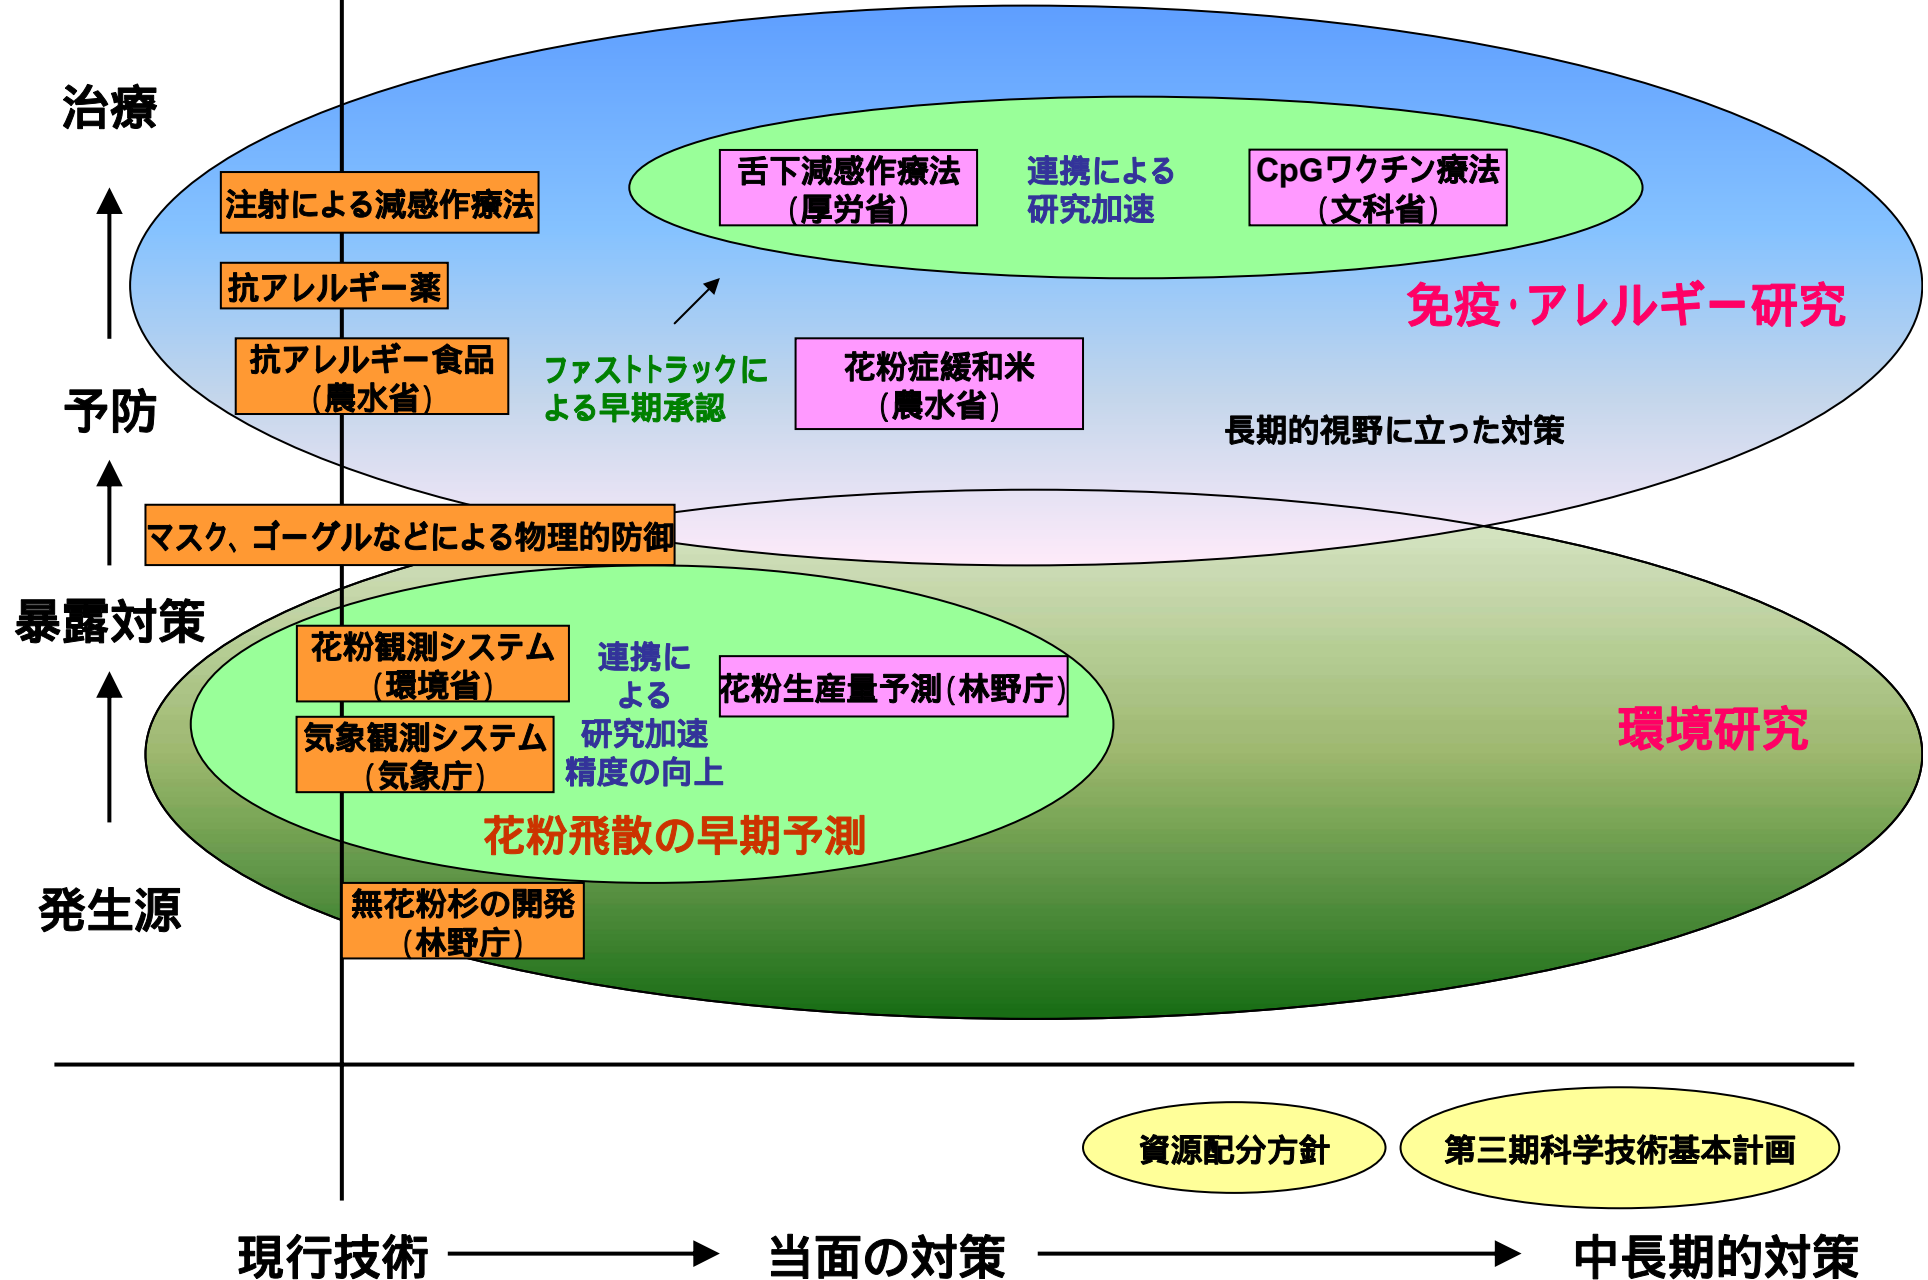 治療
注射による減感作療法
舌下減感作療法
（厚労省）
連携による
研究加速
CpGワクチン療法
（文科省）
抗アレルギー薬
免疫・アレルギー研究
抗アレルギー食品
（農水省）
ファストトラックに
よる早期承認
花粉症緩和米
（農水省）
予防
長期的視野に立った対策
マスク、ゴーグルなどによる物理的防御
暴露対策
花粉観測システム
（環境省）
連携に
よる
研究加速
精度の向上
花粉生産量予測（林野庁）
気象観測システム
（気象庁）
環境研究
花粉飛散の早期予測
発生源
無花粉杉の開発
（林野庁）
資源配分方針
第三期科学技術基本計画
現行技術
当面の対策
中長期的対策